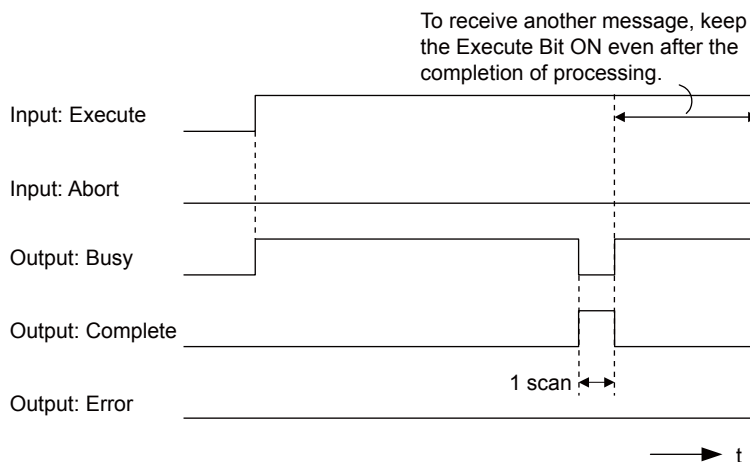 To receive another message, keep
the Execute Bit ON even after the
completion of processing.
Input: Execute
Input: Abort
Output: Busy
Output: Complete
1 scan
Output: Error
t